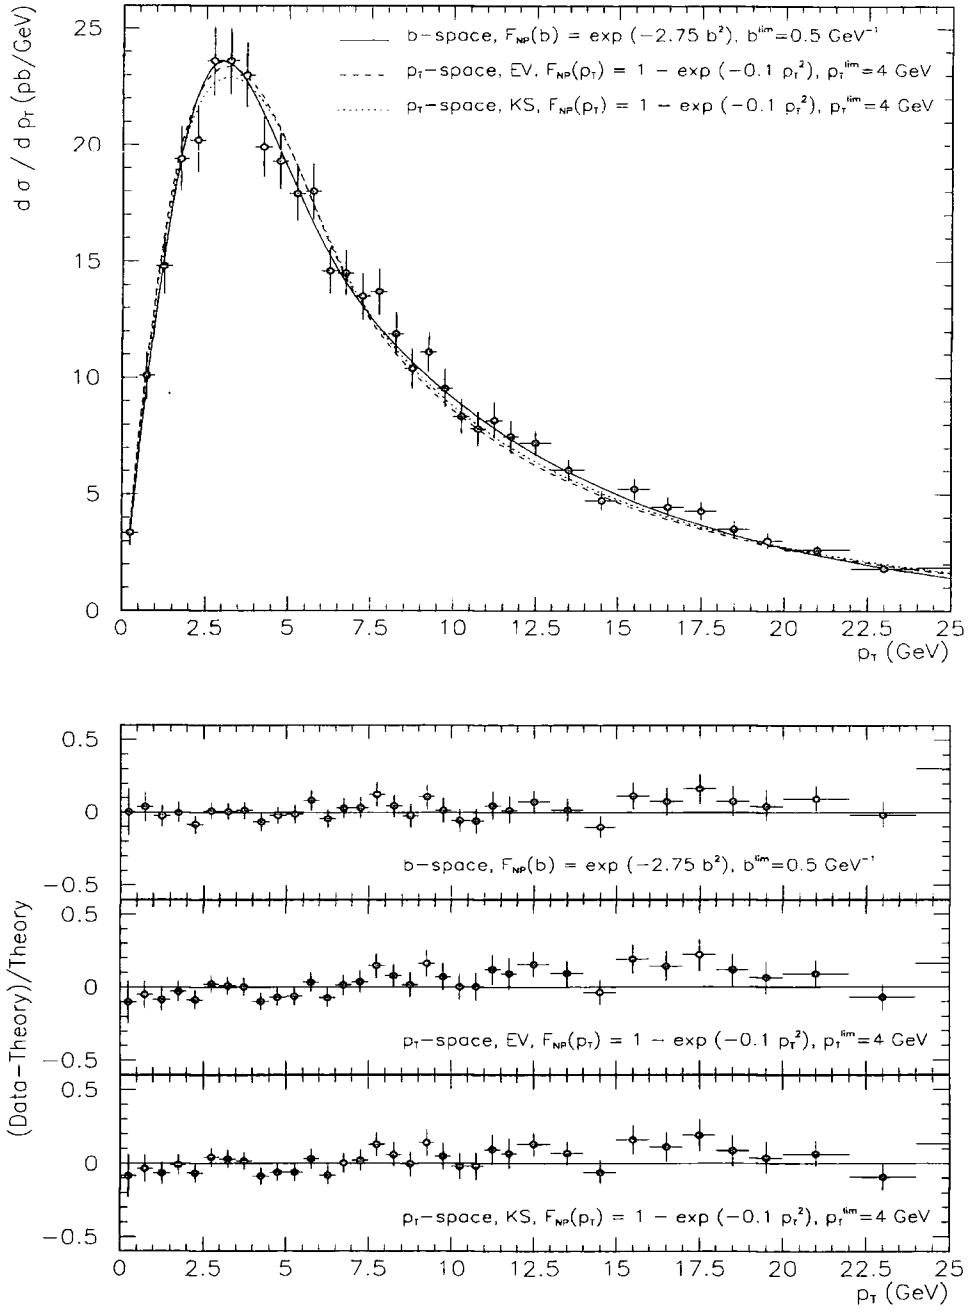 d σ / d p_T (pb/GeV)
b-space, F_NP(b) = exp (-2.75 b²), b^lim=0.5 GeV⁻¹
p_T-space, EV, F_NP(p_T) = 1 - exp (-0.1 p_T²), p_T^lim=4 GeV
p_T-space, KS, F_NP(p_T) = 1 - exp (-0.1 p_T²), p_T^lim=4 GeV
25
20
15
10
5
0
0 2.5 5 7.5 10 12.5 15 17.5 20 22.5 25
p_T (GeV)
(Data-Theory)/Theory
0.5
0
b-space, F_NP(b) = exp (-2.75 b²), b^lim=0.5 GeV⁻¹
-0.5
0.5
0
p_T-space, EV, F_NP(p_T) = 1 - exp (-0.1 p_T²), p_T^lim=4 GeV
-0.5
0.5
0
p_T-space, KS, F_NP(p_T) = 1 - exp (-0.1 p_T²), p_T^lim=4 GeV
-0.5
0 2.5 5 7.5 10 12.5 15 17.5 20 22.5 25
p_T (GeV)